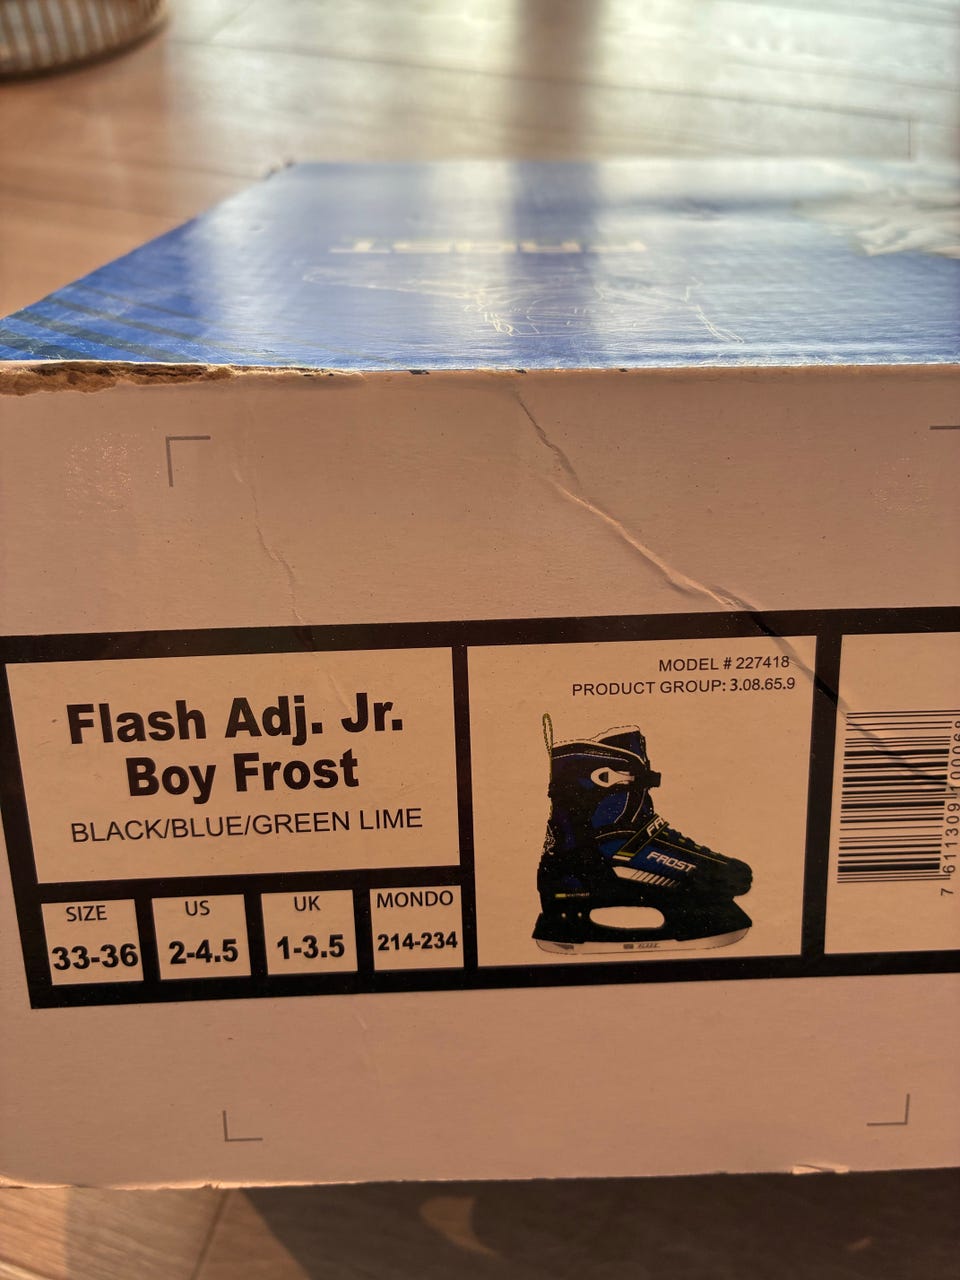 FROST
Flash Adj. Jr.
Boy Frost
BLACK/BLUE/GREEN LIME
SIZE
33-36
US
2-4.5
UK
1-3.5
MONDO
214-234
MODEL # 227418
PRODUCT GROUP: 3.08.65.9
FROST